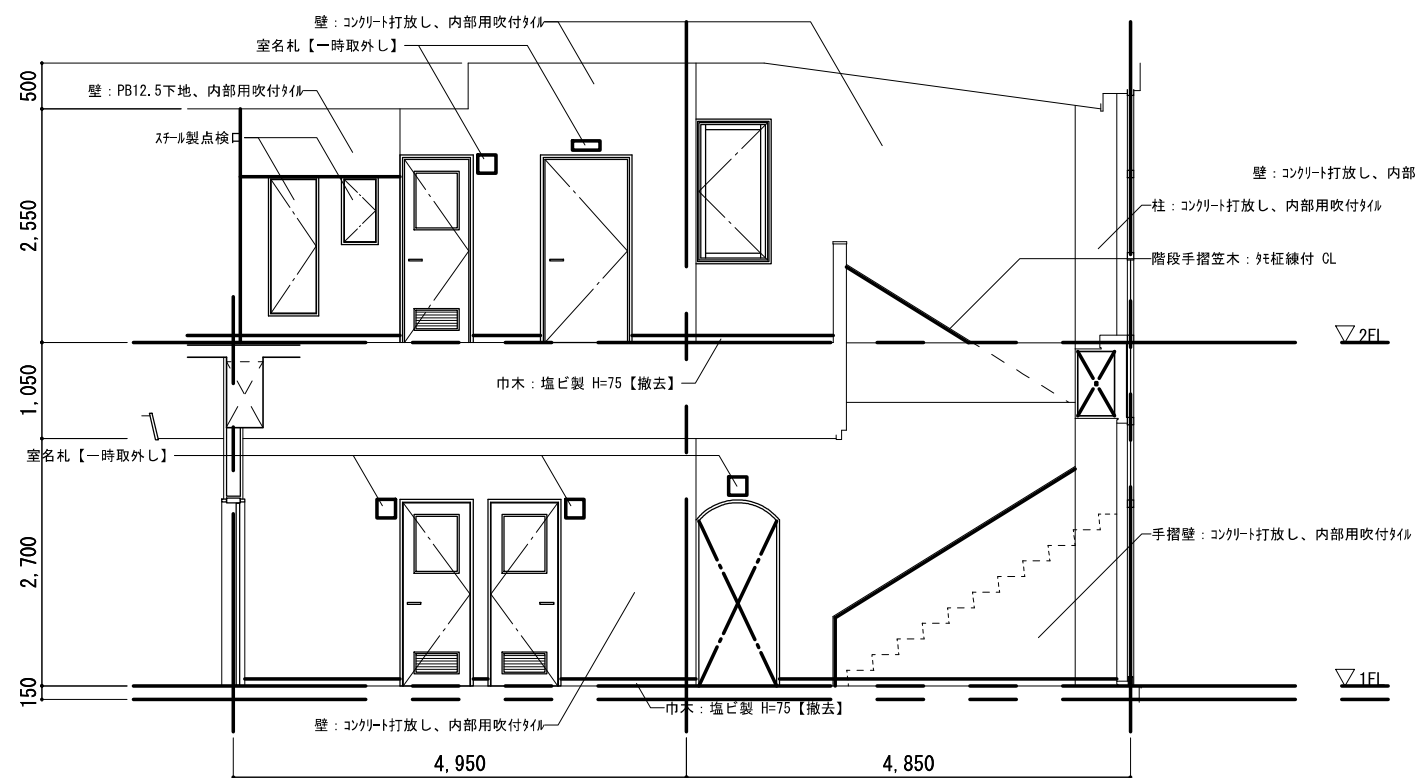 壁：コンクリート打放し、内部用吹付タイル
室名札【一時取外し】
500
壁：PB12.5下地、内部用吹付タイル
スチール製点検口
壁：コンクリート打放し、内部
柱：コンクリート打放し、内部用吹付タイル
2,550
階段手摺笠木：タモ柾練付 CL
2FL
巾木：塩ビ製 H=75【撤去】
1,050
室名札【一時取外し】
手摺壁：コンクリート打放し、内部用吹付タイル
2,700
1FL
150
巾木：塩ビ製 H=75【撤去】
壁：コンクリート打放し、内部用吹付タイル
4,950
4,850